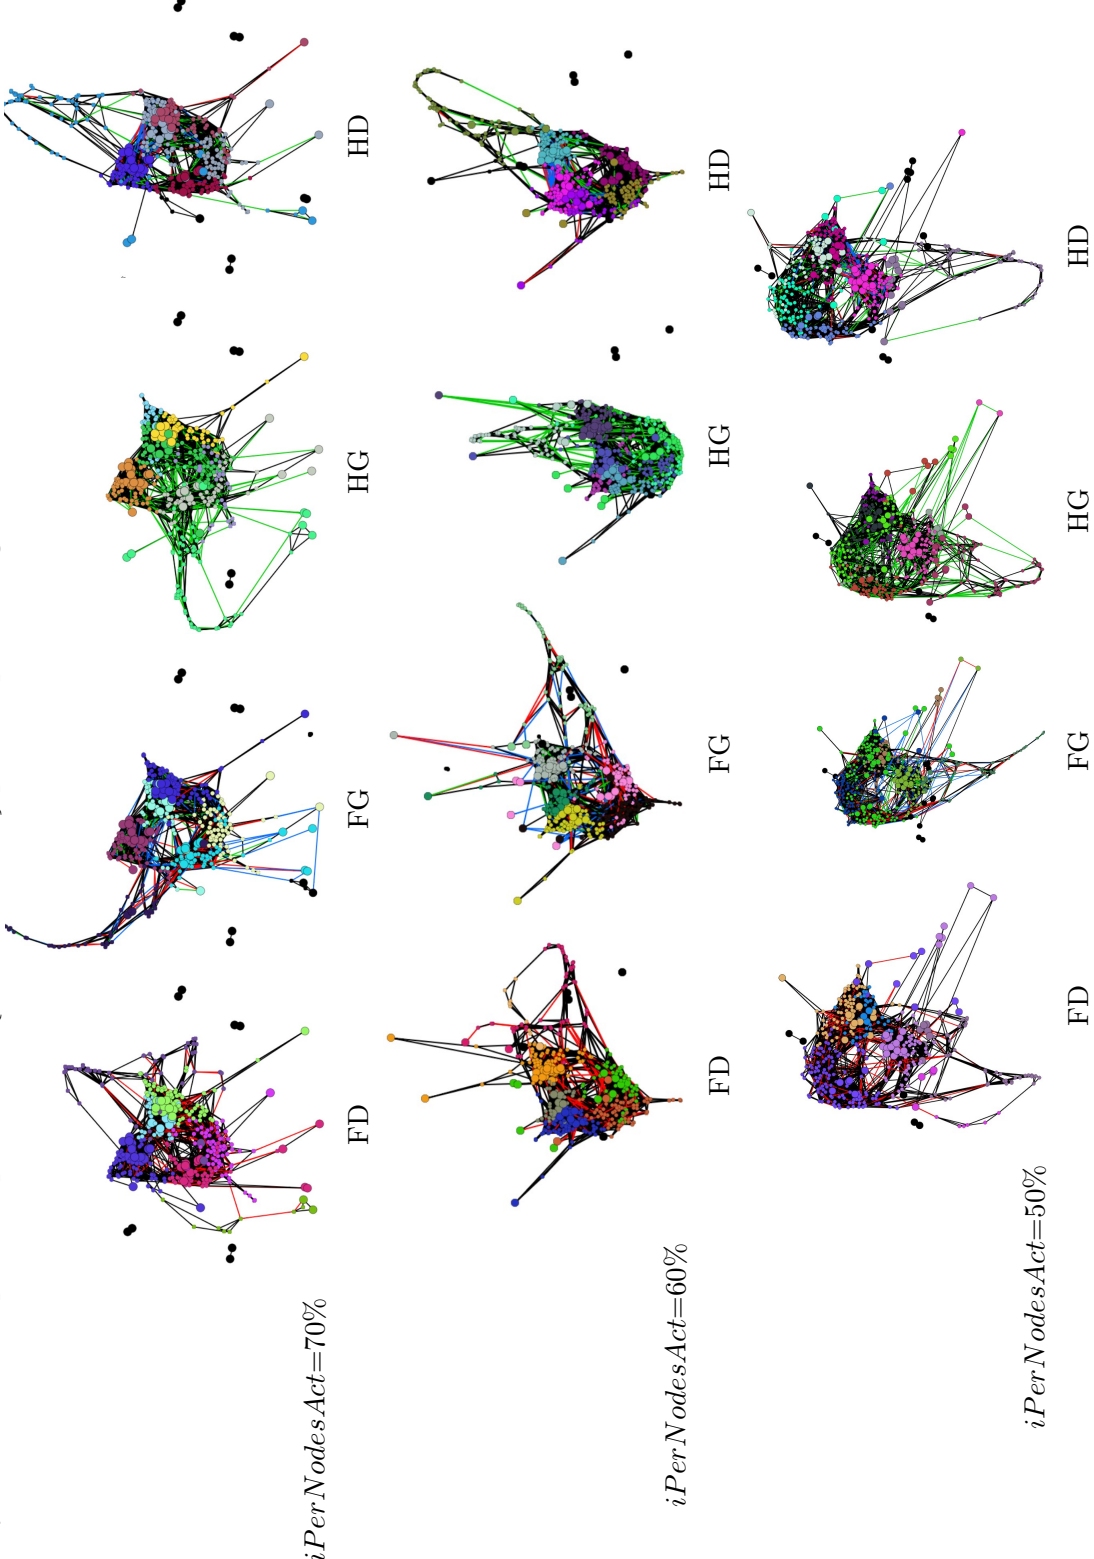 iPerNodesAct=70%
FD
FG
HG
HD
iPerNodesAct=60%
FD
FG
HG
HD
iPerNodesAct=50%
FD
FG
HG
HD